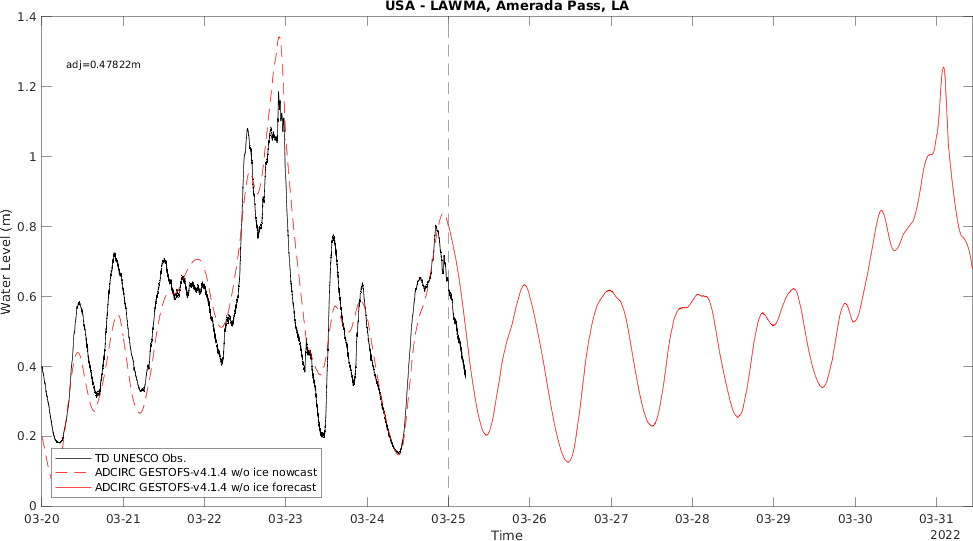 USA - LAWMA, Amerada Pass, LA
1.4
adj=0.47822m
1.2
1
0.8
0.6
0.4
0.2
0
Water Level (m)
TD UNESCO Obs.
ADCIRC GESTOFS-v4.1.4 w/o ice nowcast
ADCIRC GESTOFS-v4.1.4 w/o ice forecast
03-20 03-21 03-22 03-23 03-24 03-25 03-26 03-27 03-28 03-29 03-30 03-31
Time 2022